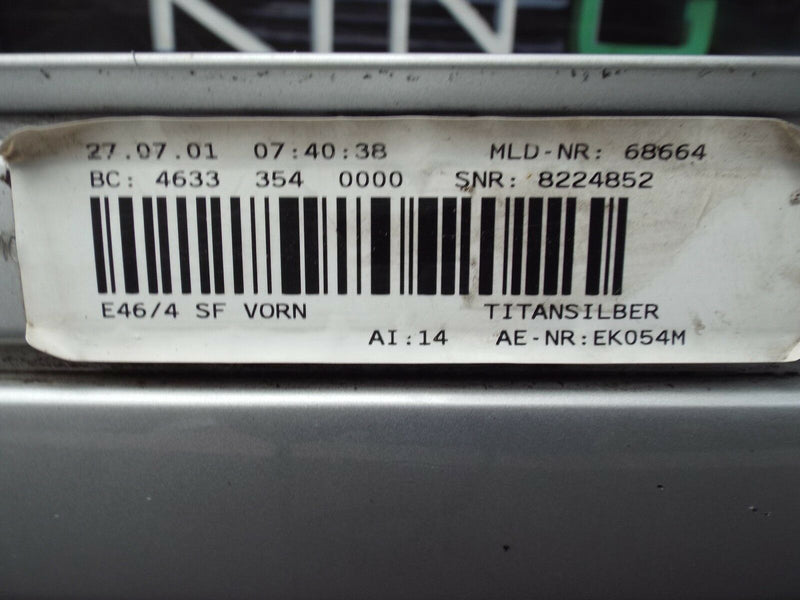 27.07.01 07:40:38 MLD-NR: 68664
BC: 4633 354 0000 SNR: 8224852
E46/4 SF VORN TITANSILBER
AI:14 AE-NR:EK054M